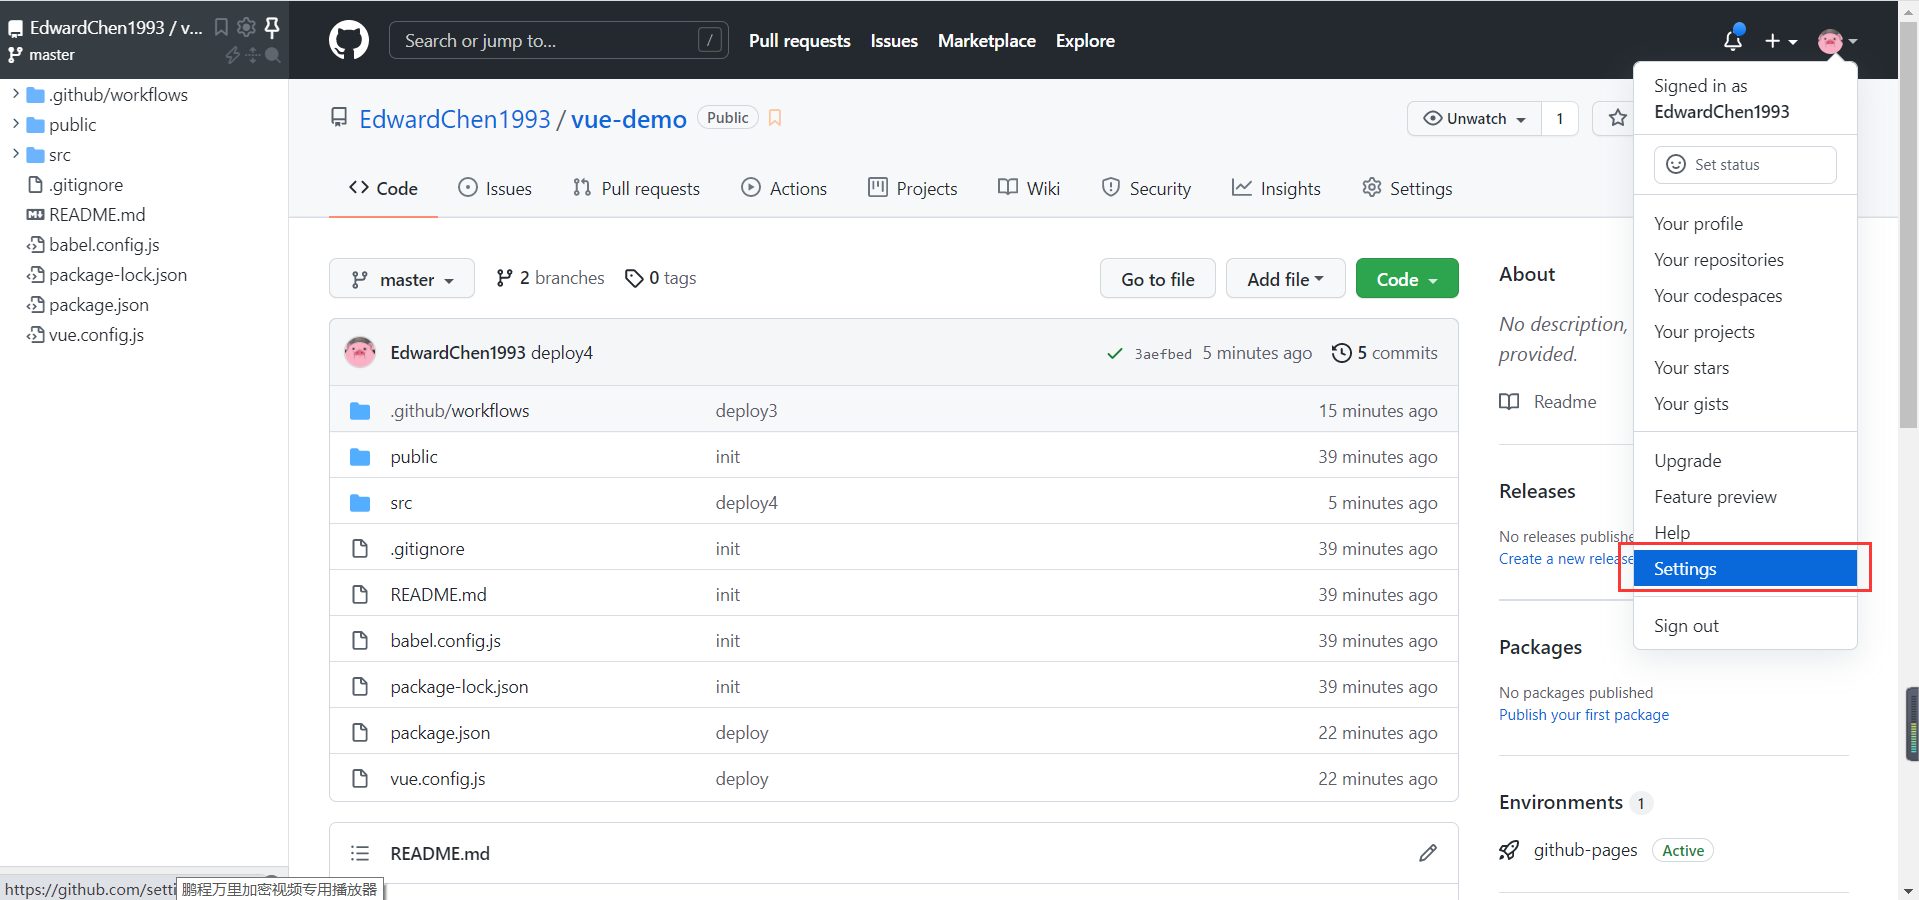 EdwardChen1993 / v...
master
.github/workflows
public
src
.gitignore
README.md
babel.config.js
package-lock.json
package.json
vue.config.js
Search or jump to...
/
Pull requests
Issues
Marketplace
Explore
EdwardChen1993 / vue-demo
Public
Unwatch
1
Code
Issues
Pull requests
Actions
Projects
Wiki
Security
Insights
Settings
master
2 branches
0 tags
Go to file
Add file
Code
EdwardChen1993 deploy4
3aefbed 5 minutes ago
5 commits
.github/workflows deploy3 15 minutes ago
public init 39 minutes ago
src deploy4 5 minutes ago
.gitignore init 39 minutes ago
README.md init 39 minutes ago
babel.config.js init 39 minutes ago
package-lock.json init 39 minutes ago
package.json deploy 22 minutes ago
vue.config.js deploy 22 minutes ago
README.md
About
No description,
provided.
Readme
Releases
No releases publishe
Create a new release
Packages
No packages published
Publish your first package
Environments 1
github-pages Active
Signed in as
EdwardChen1993
Set status
Your profile
Your repositories
Your codespaces
Your projects
Your stars
Your gists
Upgrade
Feature preview
Help
Settings
Sign out
https://github.com/setti
鹏程万里加密视频专用播放器